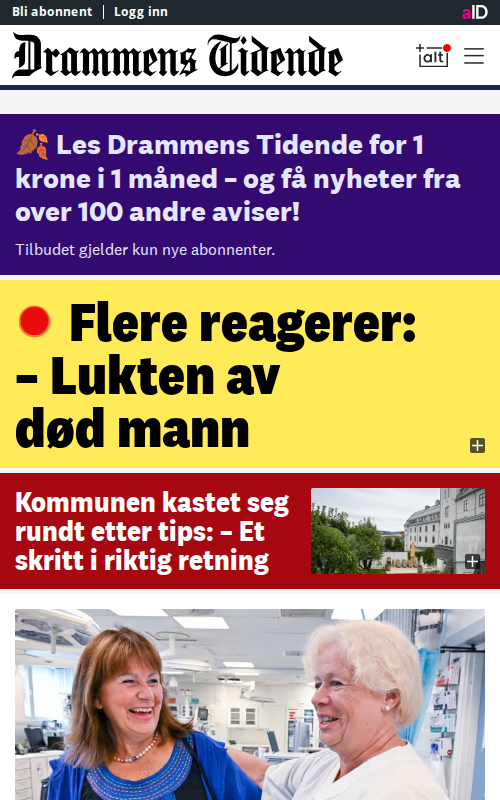 Bli abonnent | Logg inn
aID
Drammens Tidende
+alt
Les Drammens Tidende for 1
krone i 1 måned – og få nyheter fra
over 100 andre aviser!
Tilbudet gjelder kun nye abonnenter.
Flere reagerer:
– Lukten av
død mann
Kommunen kastet seg
rundt etter tips: – Et
skritt i riktig retning